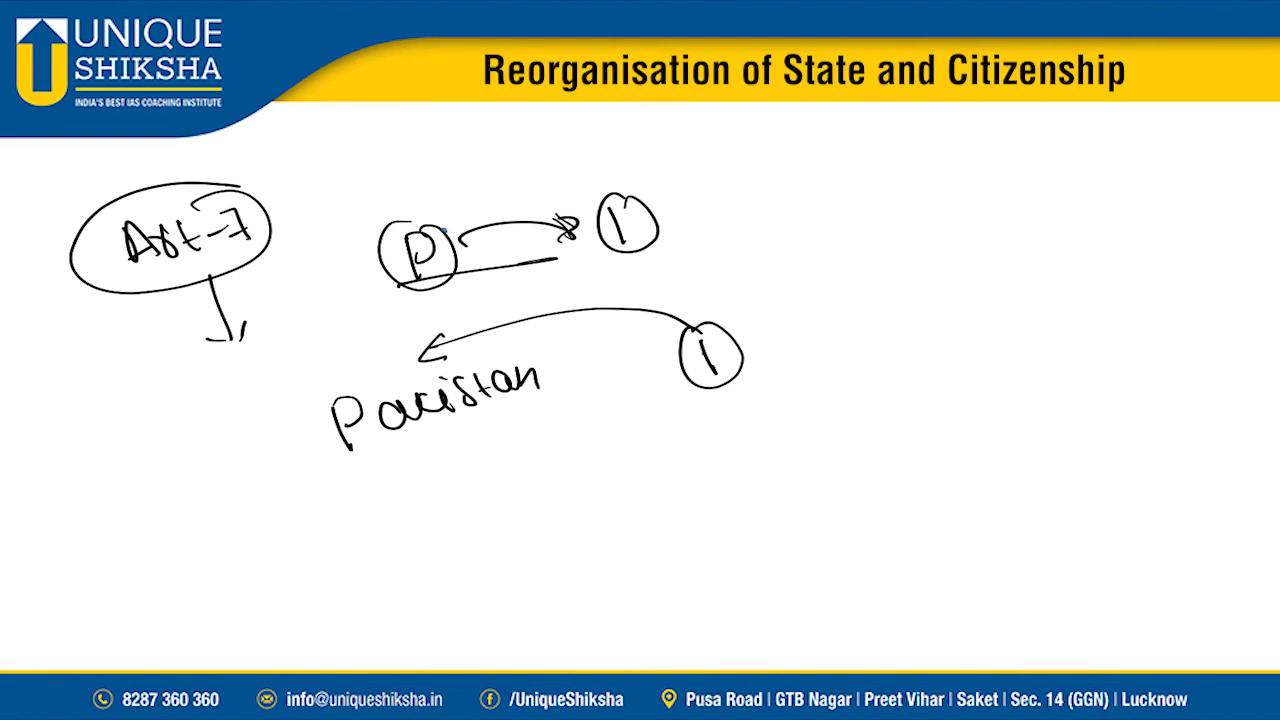 UNIQUE
SHIKSHA
INDIA'S BEST IAS COACHING INSTITUTE
Reorganisation of State and Citizenship
Art-7
P
I
I
Pakistan
8287 360 360
info@uniqueshiksha.in
/UniqueShiksha
Pusa Road | GTB Nagar | Preet Vihar | Saket | Sec. 14 (GGN) | Lucknow